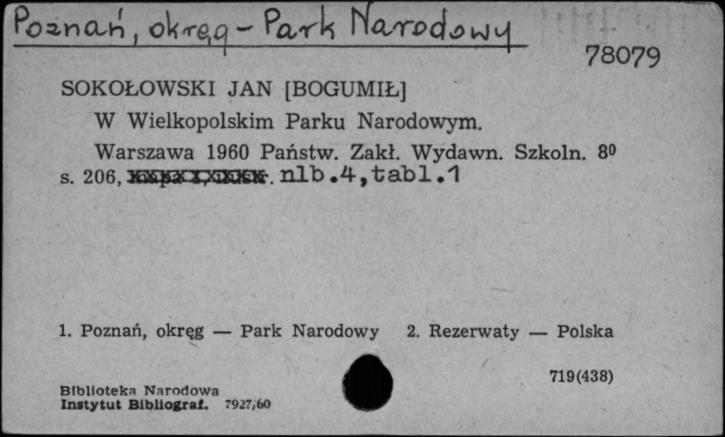 Poznań, okręg - Park Narodowy
78079
SOKOŁOWSKI JAN [BOGUMIŁ]
W Wielkopolskim Parku Narodowym.
Warszawa 1960 Państw. Zakł. Wydawn. Szkoln. 8⁰
s. 206, nlb.4,tabl.1
1. Poznań, okręg — Park Narodowy 2. Rezerwaty — Polska
719(438)
Biblioteka Narodowa
Instytut Bibliograf. 7927/60